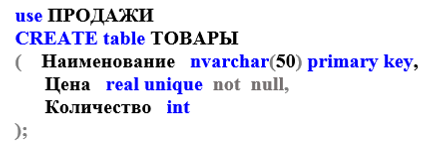 use ПРОДАЖИ
CREATE table ТОВАРЫ
( Наименование nvarchar(50) primary key,
Цена real unique not null,
Количество int
);